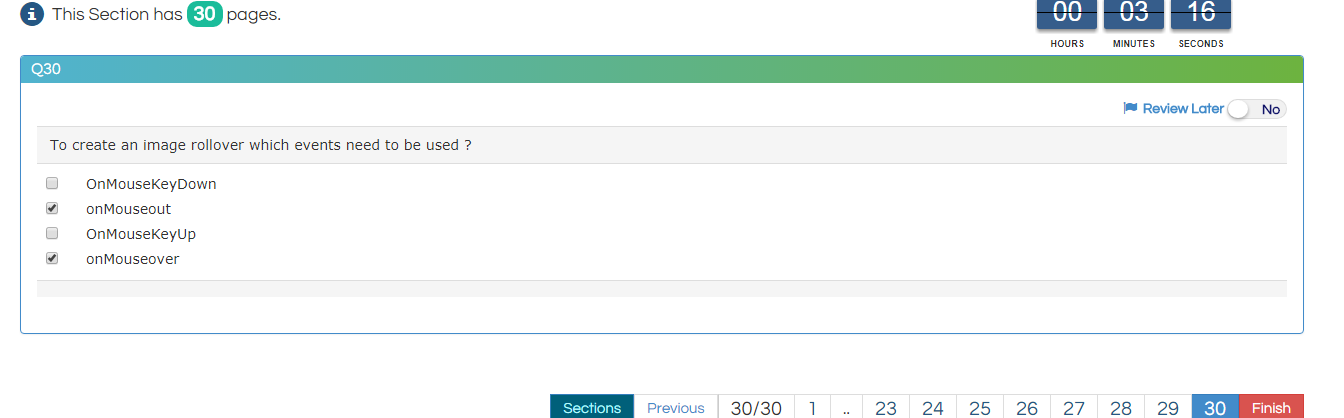 This Section has 30 pages.
00 03 16
HOURS MINUTES SECONDS
Q30
Review Later No
To create an image rollover which events need to be used ?
OnMouseKeyDown
onMouseout
OnMouseKeyUp
onMouseover
Sections Previous 30/30 1 .. 23 24 25 26 27 28 29 30 Finish